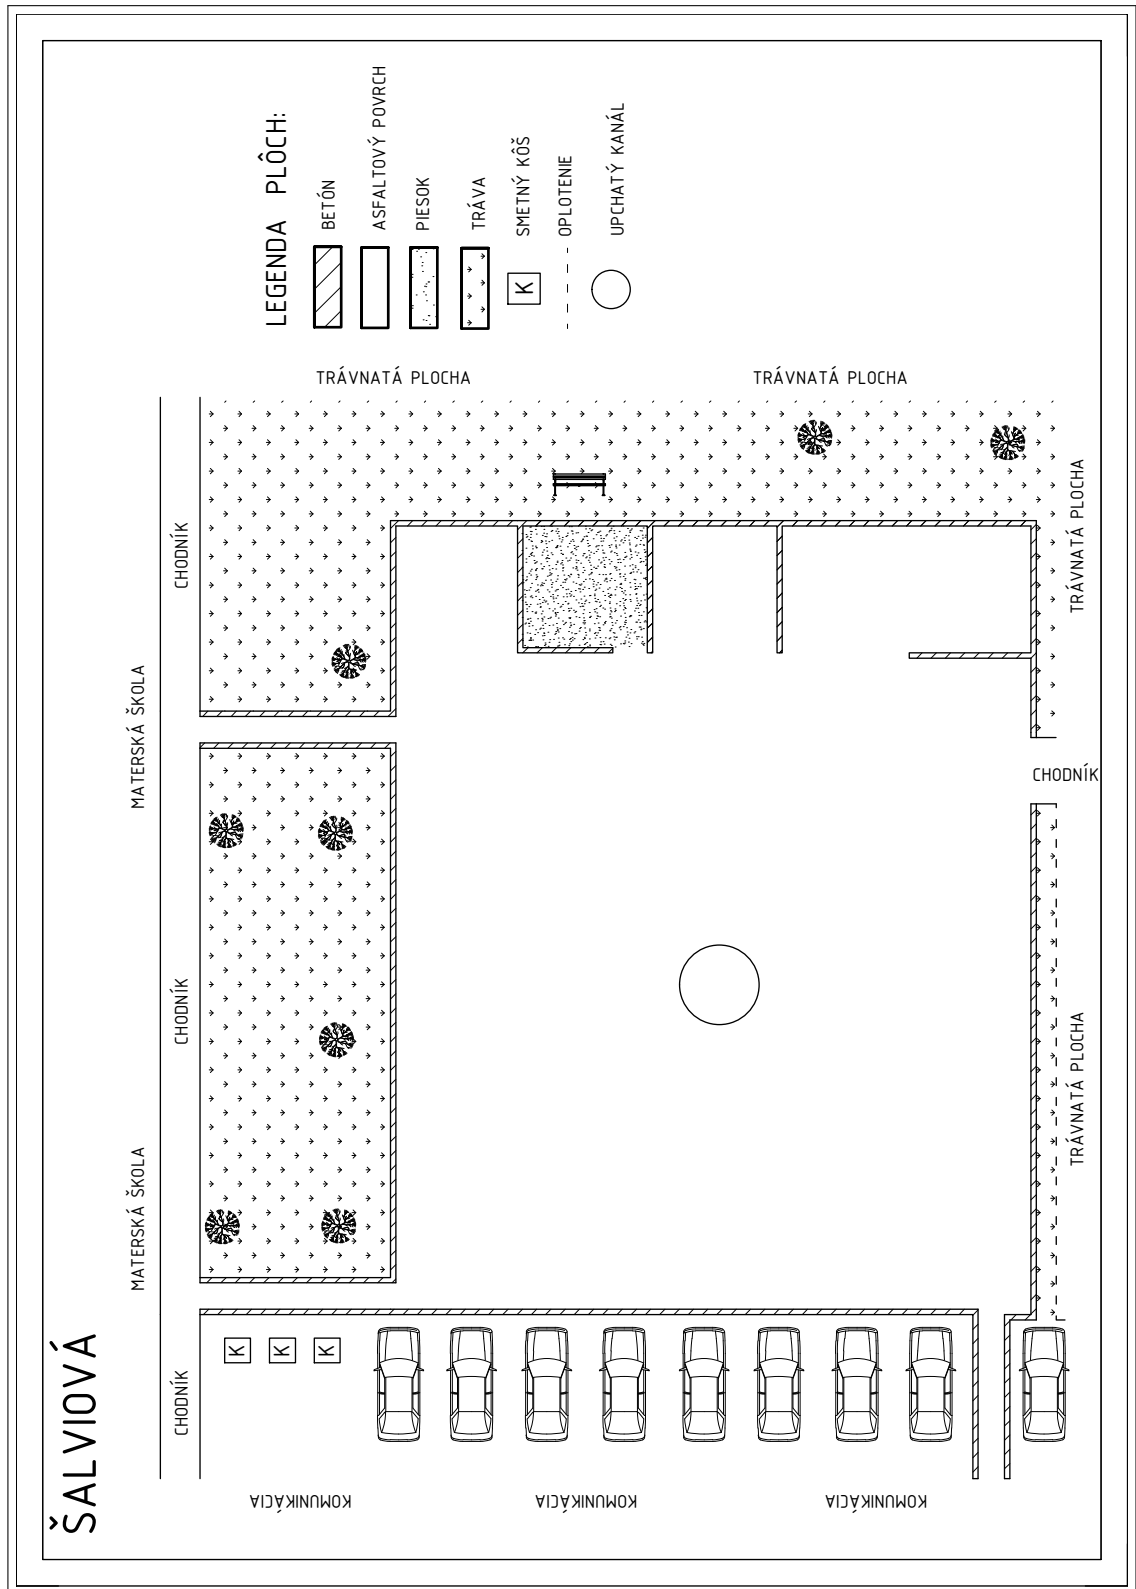 ŠALVIOVÁ
MATERSKÁ ŠKOLA
MATERSKÁ ŠKOLA
CHODNÍK
CHODNÍK
CHODNÍK
KOMUNIKÁCIA
KOMUNIKÁCIA
KOMUNIKÁCIA
K
K
K
TRÁVNATÁ PLOCHA
TRÁVNATÁ PLOCHA
TRÁVNATÁ PLOCHA
CHODNÍK
TRÁVNATÁ PLOCHA
LEGENDA PLÔCH:
BETÓN
ASFALTOVÝ POVRCH
PIESOK
TRÁVA
K SMETNÝ KÔŠ
OPLOTENIE
UPCHATÝ KANÁL